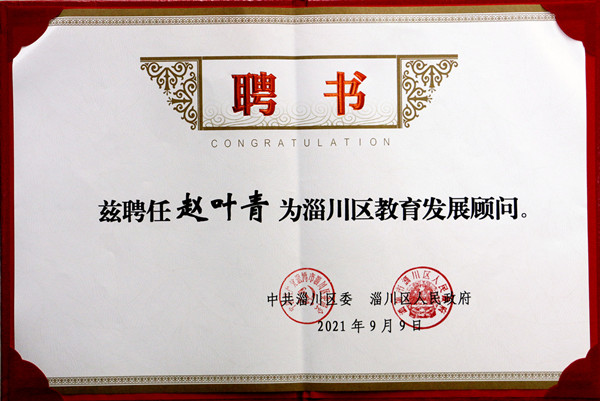 聘书
CONGRATULATION
兹聘任赵叶青为淄川区教育发展顾问。
中共淄川区委 淄川区人民政府
2021年9月9日